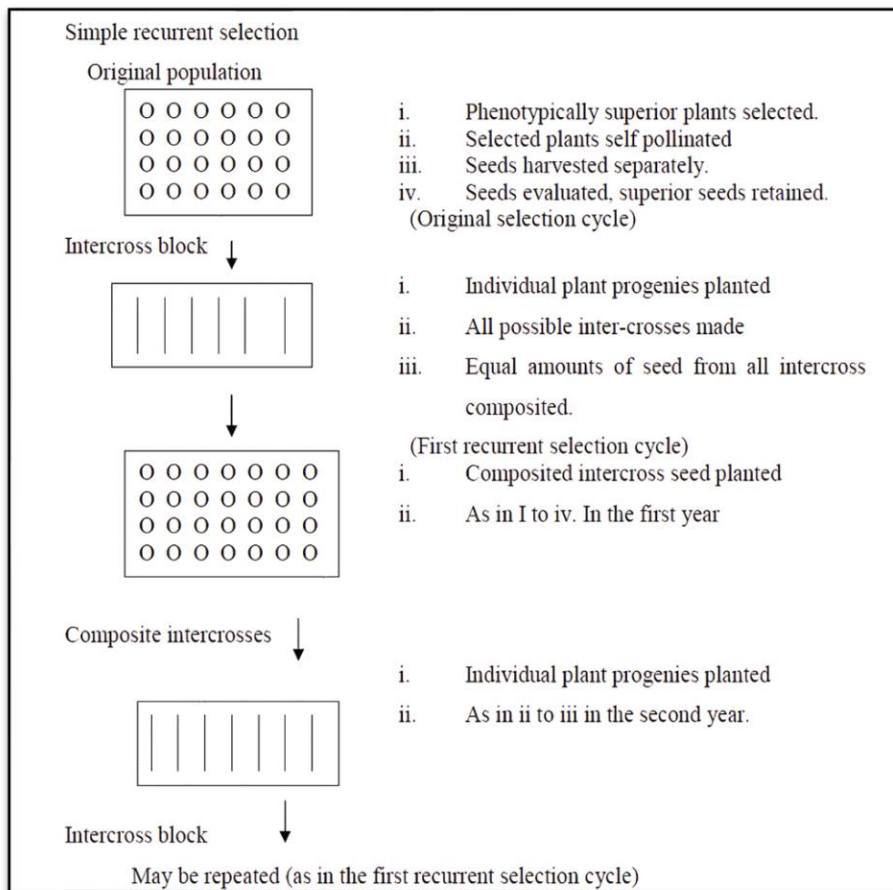 Simple recurrent selection
Original population
O O O O O O
O O O O O O
O O O O O O
O O O O O O
i. Phenotypically superior plants selected.
ii. Selected plants self pollinated
iii. Seeds harvested separately.
iv. Seeds evaluated, superior seeds retained.
(Original selection cycle)
Intercross block
i. Individual plant progenies planted
ii. All possible inter-crosses made
iii. Equal amounts of seed from all intercross
composited.
(First recurrent selection cycle)
O O O O O O O
O O O O O O O
O O O O O O O
O O O O O O O
i. Composited intercross seed planted
ii. As in I to iv. In the first year
Composite intercrosses
i. Individual plant progenies planted
ii. As in ii to iii in the second year.
Intercross block
May be repeated (as in the first recurrent selection cycle)